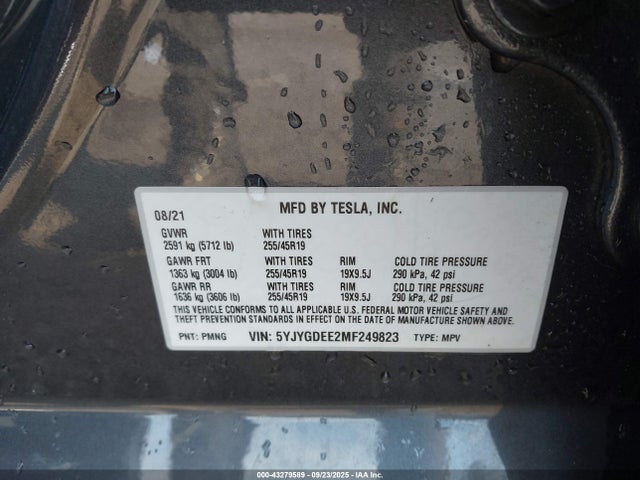 08/21 MFD BY TESLA, INC.
GVWR WITH TIRES
2591 kg (5712 lb) 255/45R19
GAWR FRT WITH TIRES RIM COLD TIRE PRESSURE
1363 kg (3004 lb) 255/45R19 19X9.5J 290 kPa, 42 psi
GAWR RR WITH TIRES RIM COLD TIRE PRESSURE
1636 kg (3606 lb) 255/45R19 19X9.5J 290 kPa, 42 psi
THIS VEHICLE CONFORMS TO ALL APPLICABLE U.S. FEDERAL MOTOR VEHICLE SAFETY AND
THEFT PREVENTION STANDARDS IN EFFECT ON THE DATE OF MANUFACTURE SHOWN ABOVE.
PNT: PMNG VIN: 5YJYGDEE2MF249823 TYPE: MPV
000-43279589 - 09/23/2025 - IAA Inc.